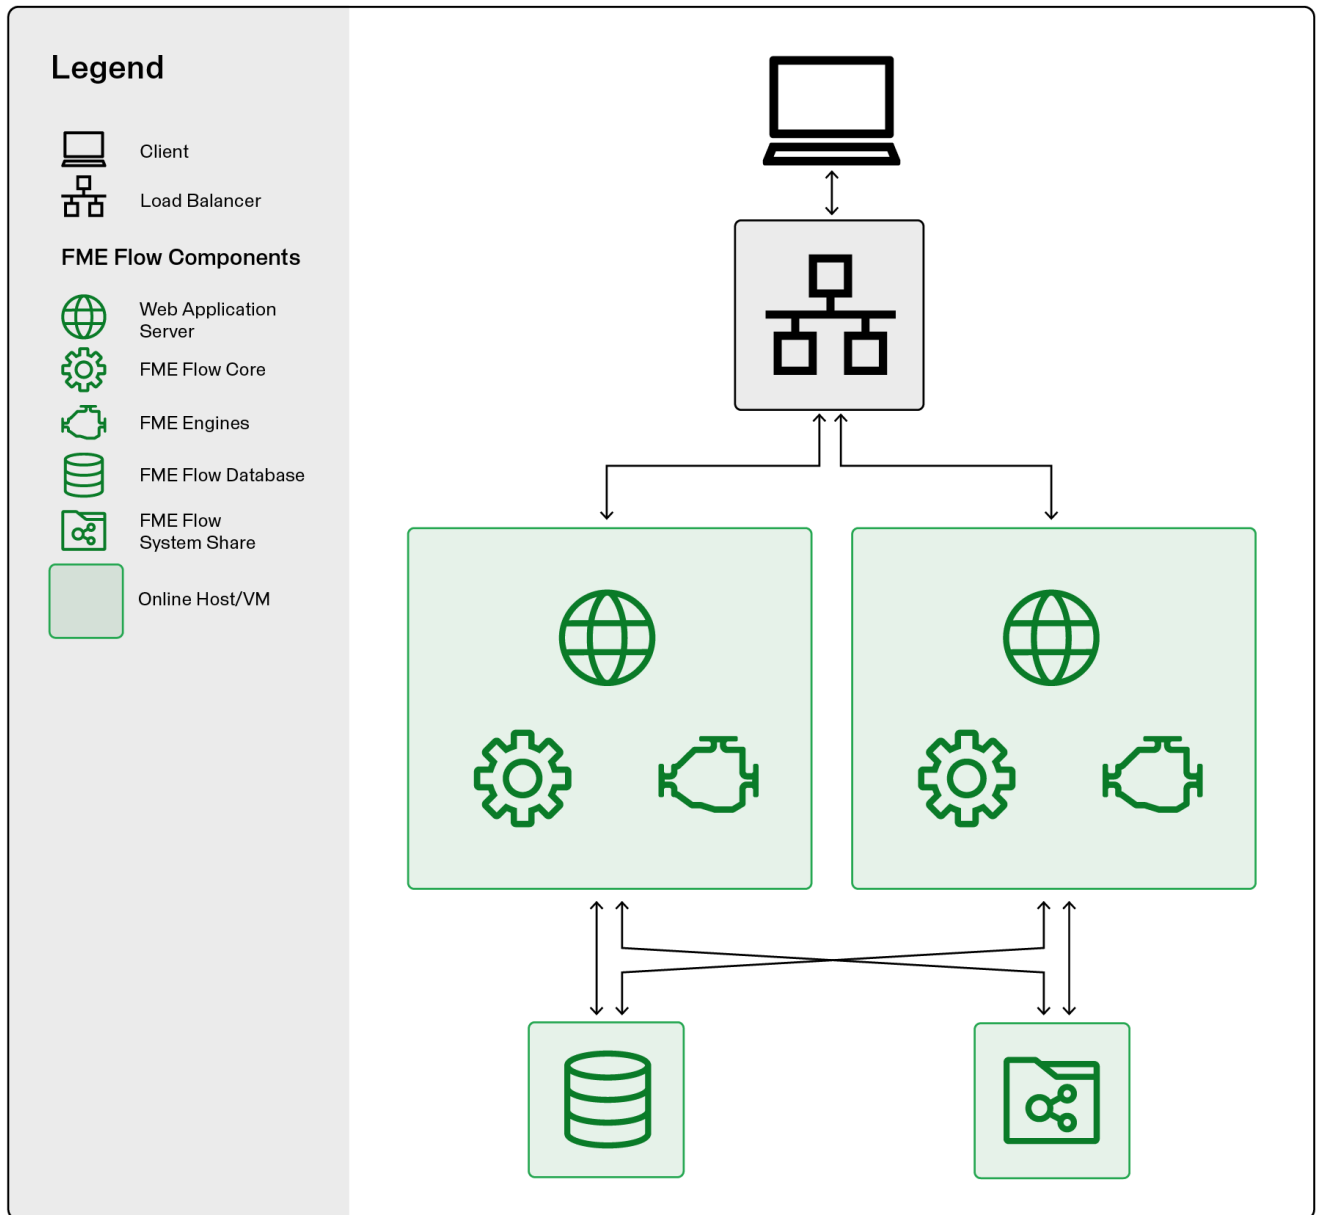 Legend
Client
Load Balancer
FME Flow Components
Web Application
Server
FME Flow Core
FME Engines
FME Flow Database
FME Flow
System Share
Online Host/VM